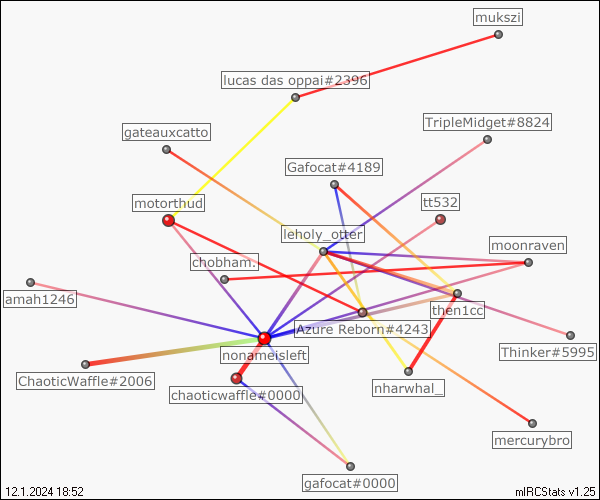 mukszi
lucas das oppai#2396
TripleMidget#8824
gateauxcatto
Gafocat#4189
motorthud
tt532
leholy_otter
moonraven
chobham.
amah1246
then1cc
Azure Reborn#4243
nonameisleft
Thinker#5995
ChaoticWaffle#2006
chaoticwaffle#0000
nharwhal_
mercurybro
gafocat#0000
12.1.2024 18:52
mIRCStats v1.25